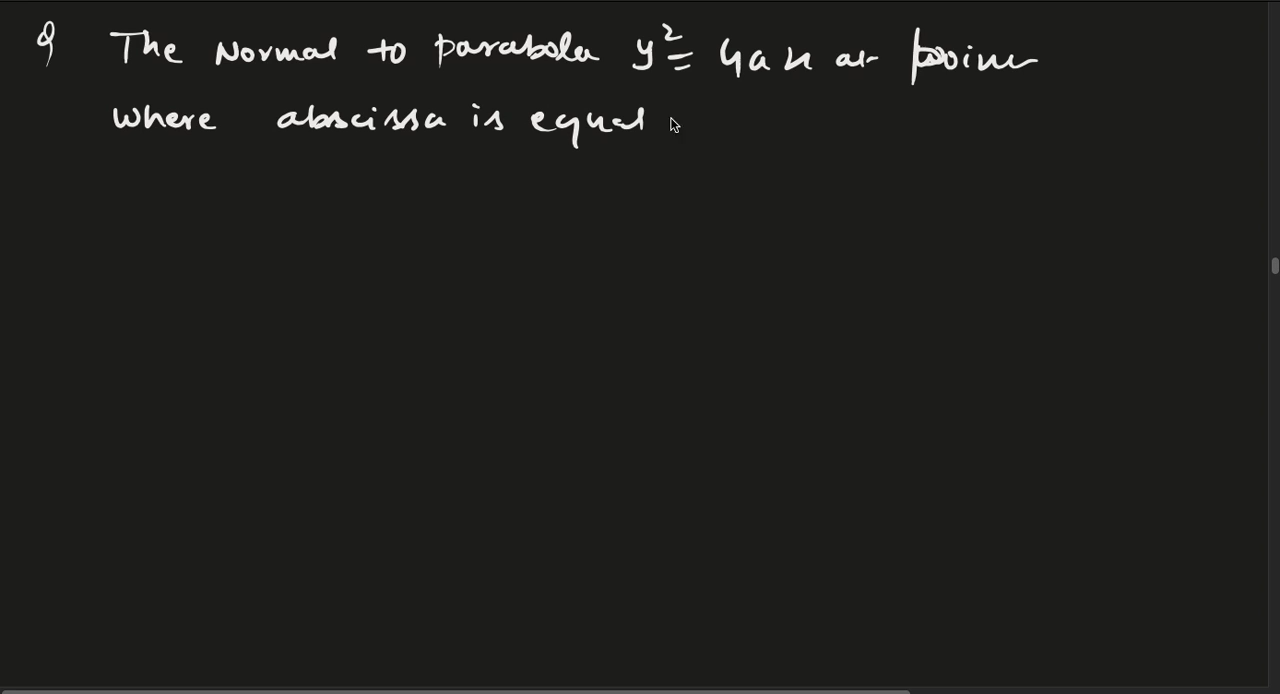 Q The Normal to parabola y² = 4ax at point
where abscissa is equal